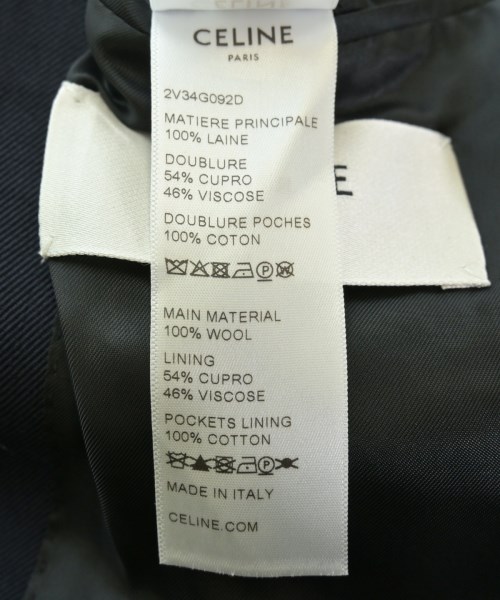 CELINE
PARIS
2V34G092D
MATIERE PRINCIPALE
100% LAINE
DOUBLURE
54% CUPRO
46% VISCOSE
DOUBLURE POCHES
100% COTON
MAIN MATERIAL
100% WOOL
LINING
54% CUPRO
46% VISCOSE
POCKETS LINING
100% COTTON
MADE IN ITALY
CELINE.COM
E